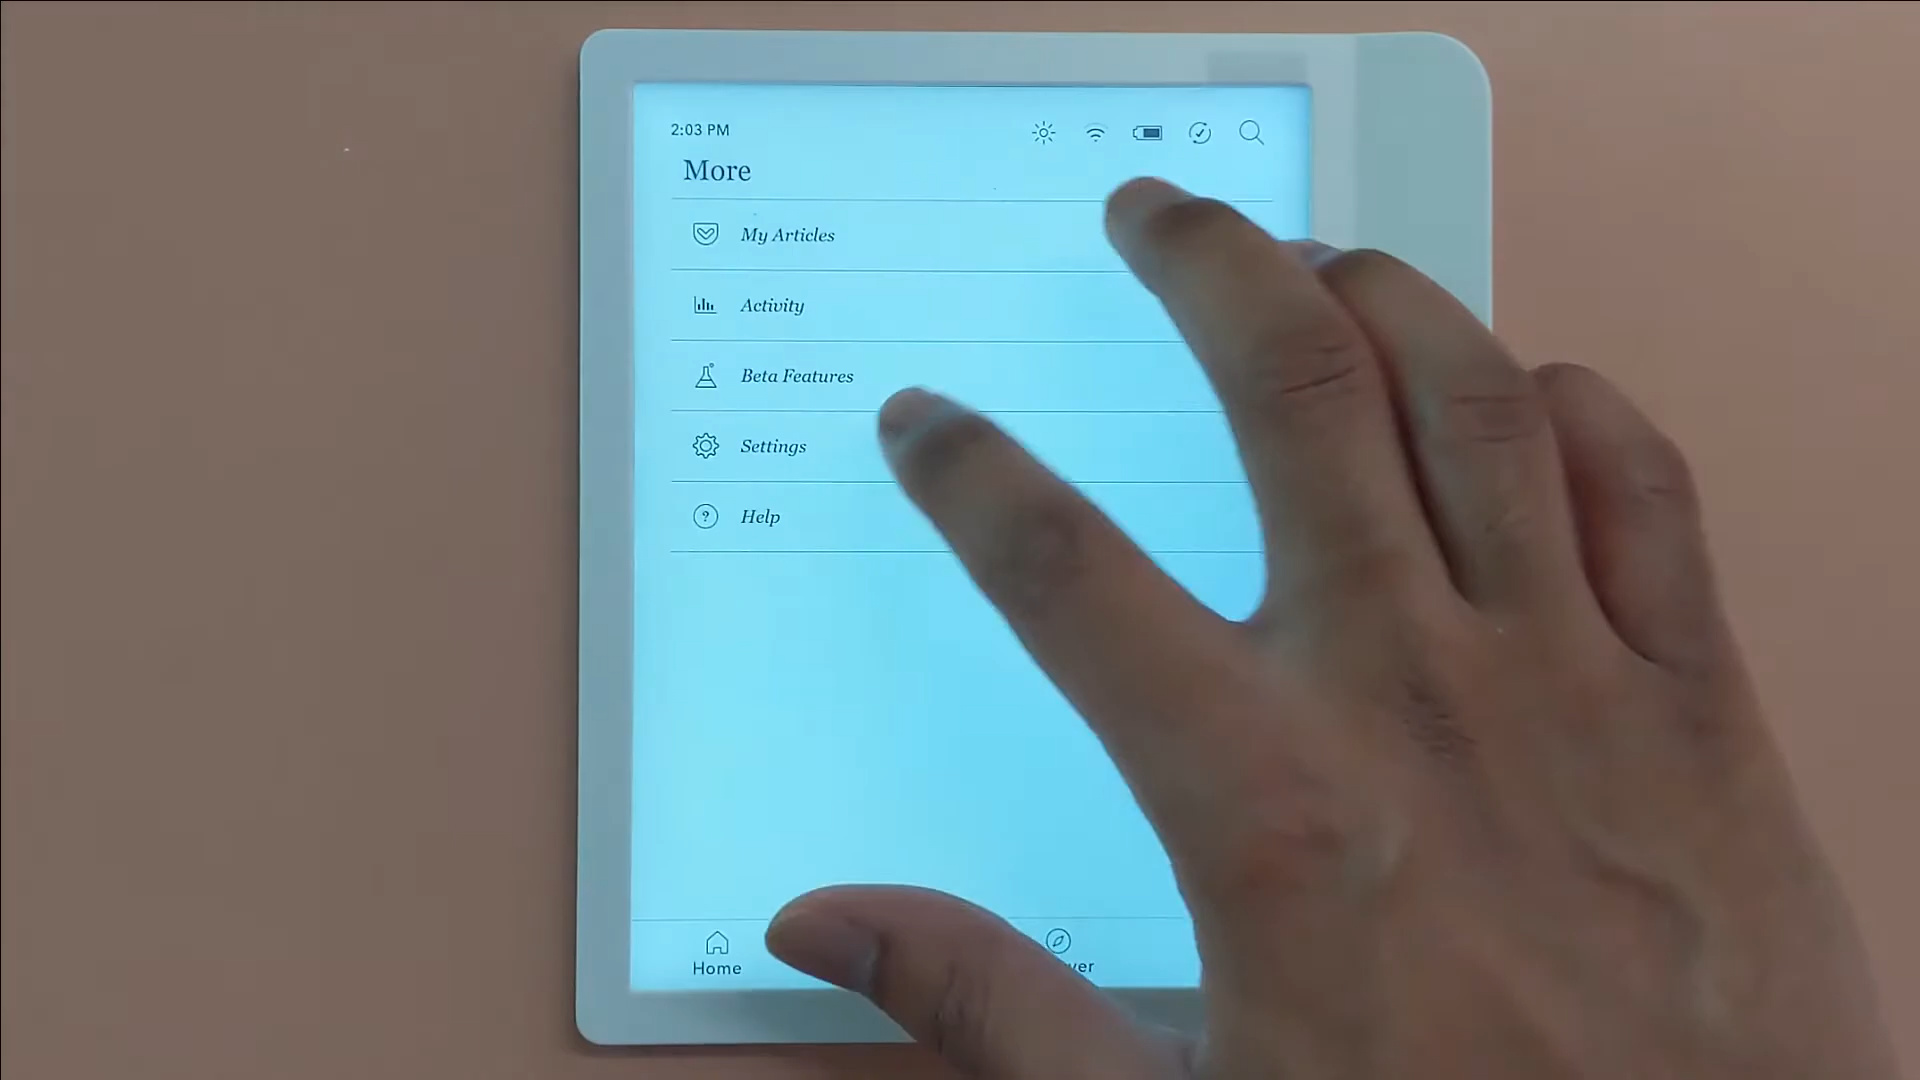 2:03 PM
More
My Articles
Activity
Beta Features
Settings
Help
Home